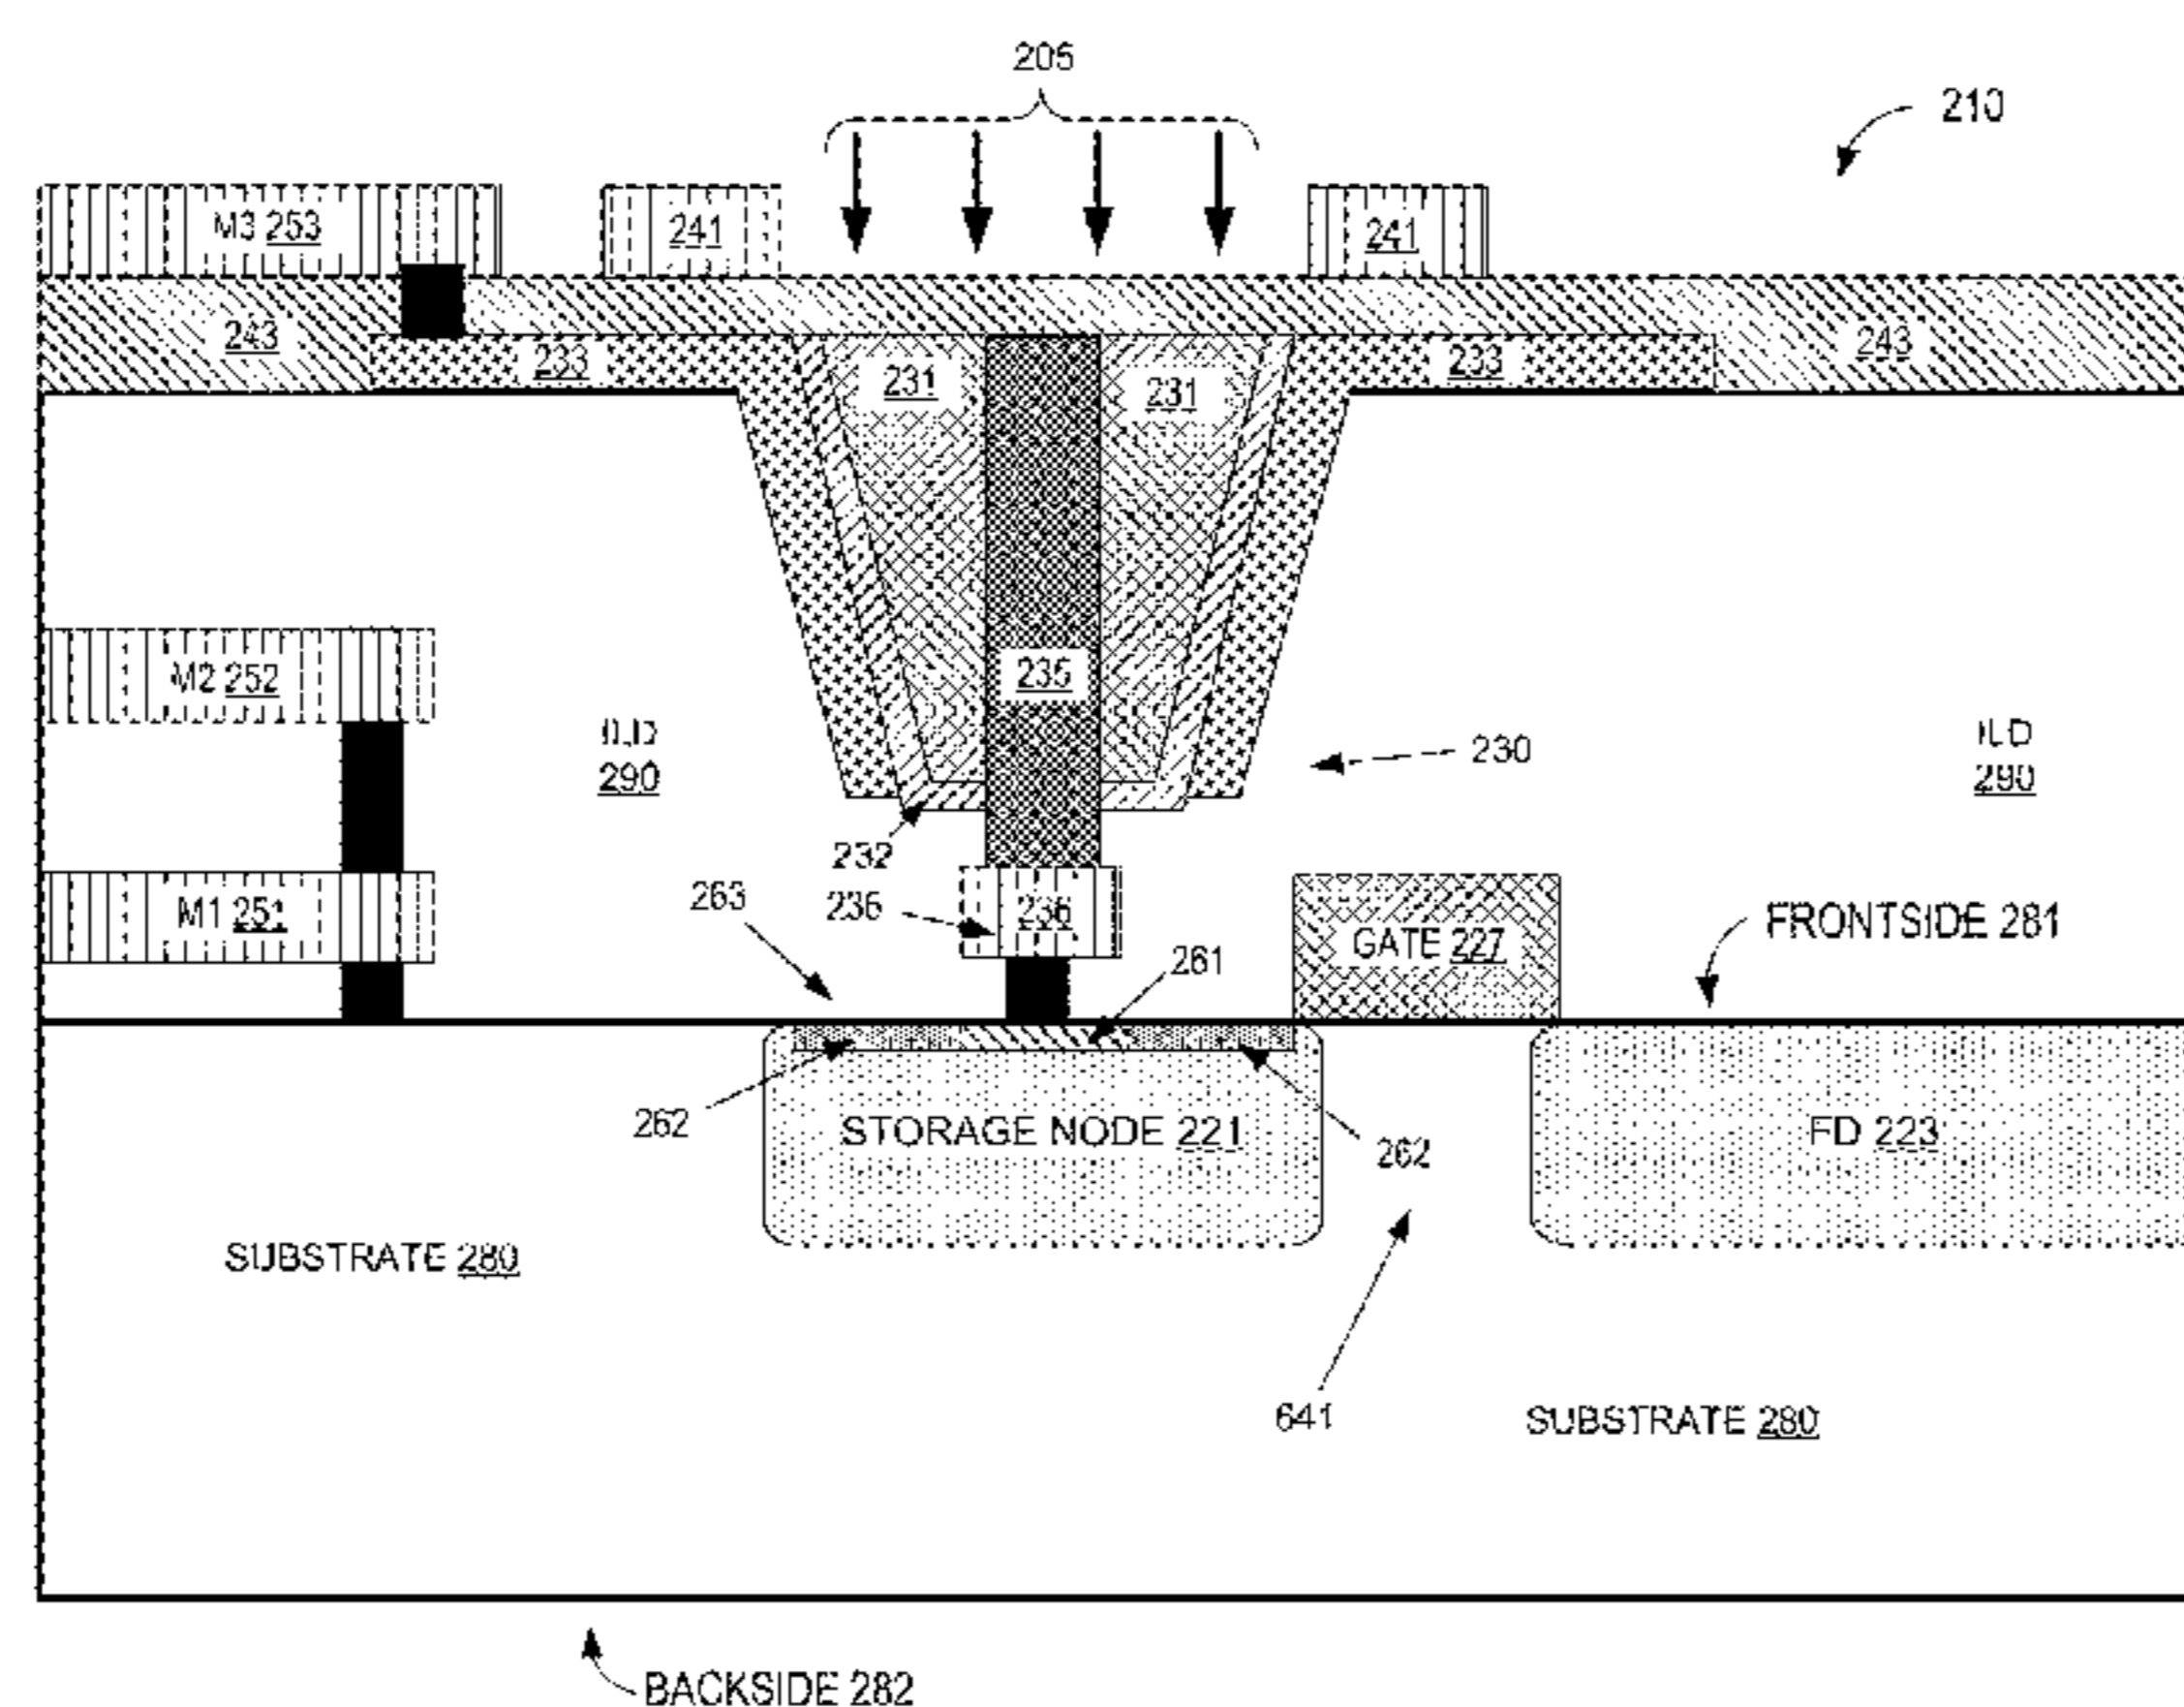 205
210
M3 253
241
241
243
233
231
231
233
243
M2 252
235
ILD
290
230
ILD
290
232
263
236
236
M1 251
261
GATE 227
FRONTSIDE 281
262
STORAGE NODE 221
262
FD 223
SUBSTRATE 280
641
SUBSTRATE 280
BACKSIDE 282